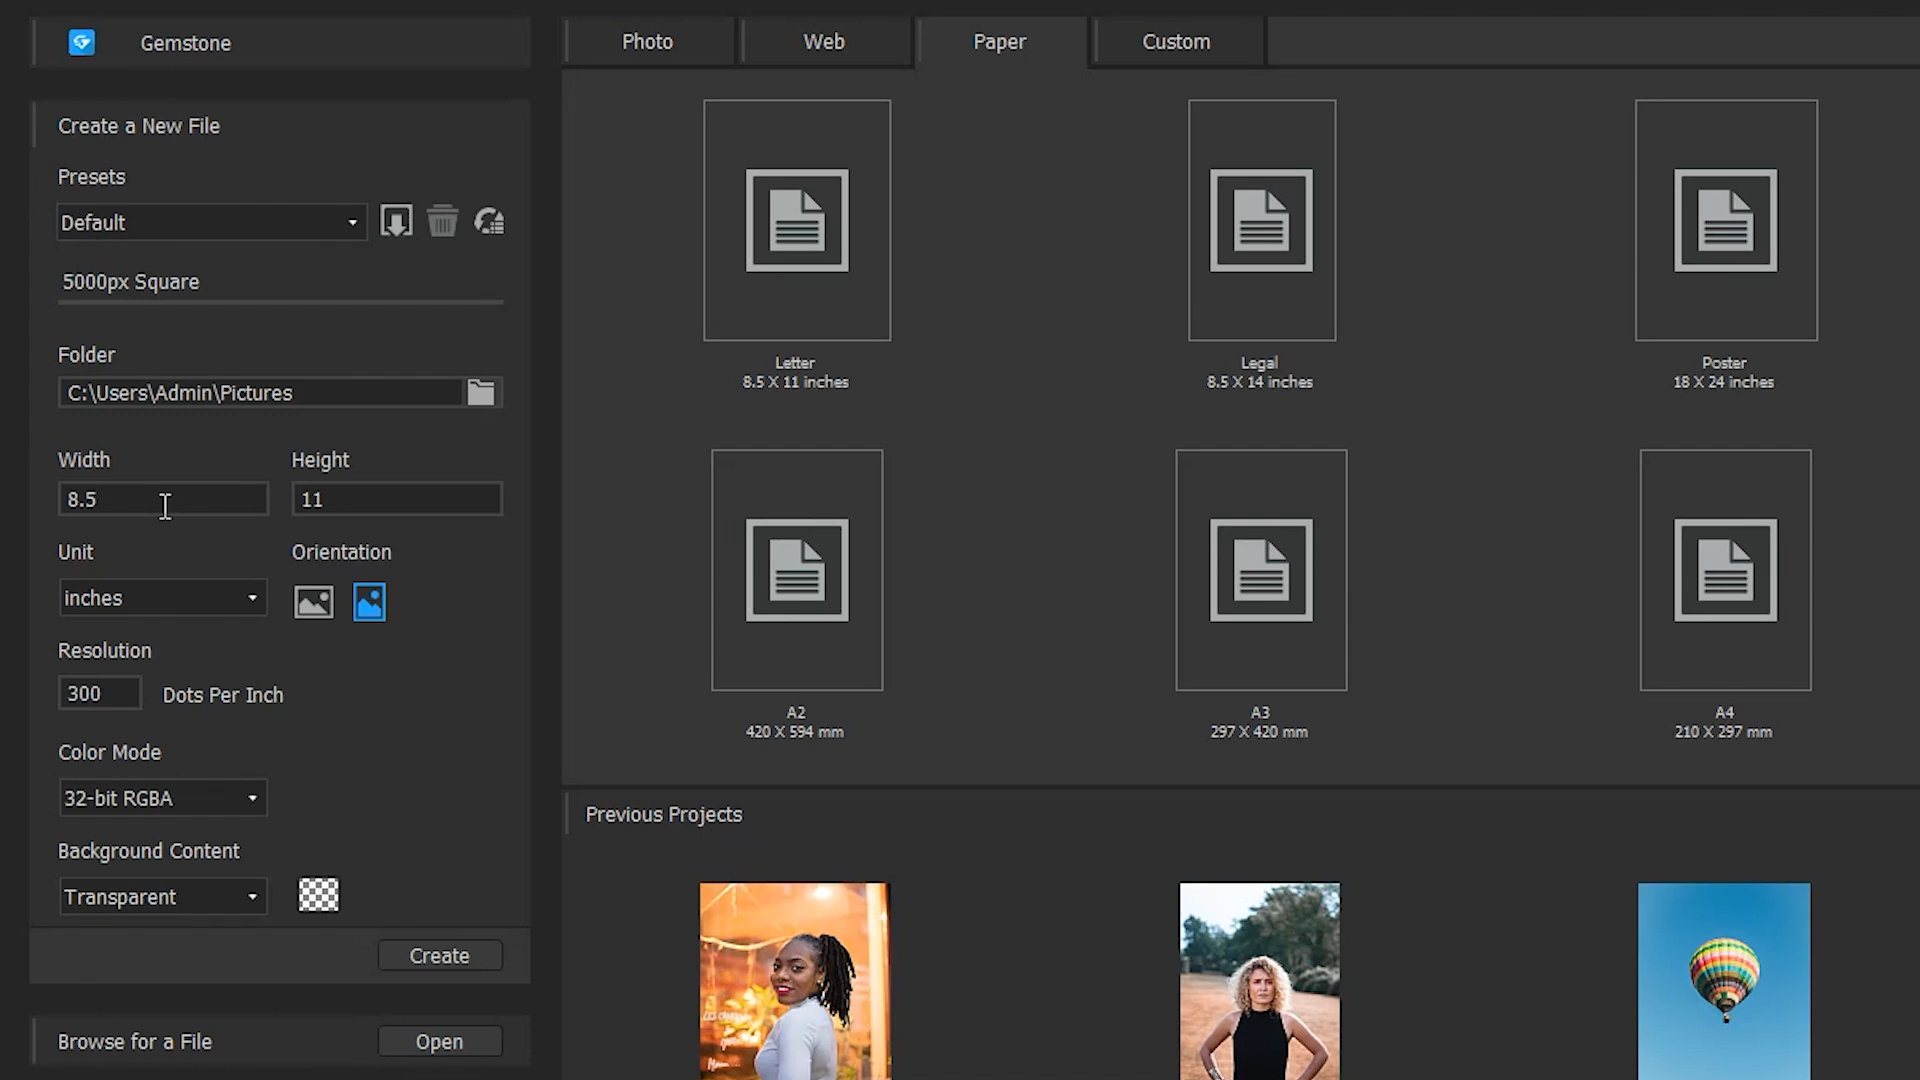 Gemstone
Photo
Web
Paper
Custom
Create a New File
Presets
Default
5000px Square
Folder
C:\Users\Admin\Pictures
Width
Height
8.5
11
Unit
Orientation
inches
Resolution
300
Dots Per Inch
Color Mode
32-bit RGBA
Background Content
Transparent
Create
Browse for a File
Open
Letter
8.5 X 11 inches
Legal
8.5 X 14 inches
Poster
18 X 24 inches
A2
420 X 594 mm
A3
297 X 420 mm
A4
210 X 297 mm
Previous Projects